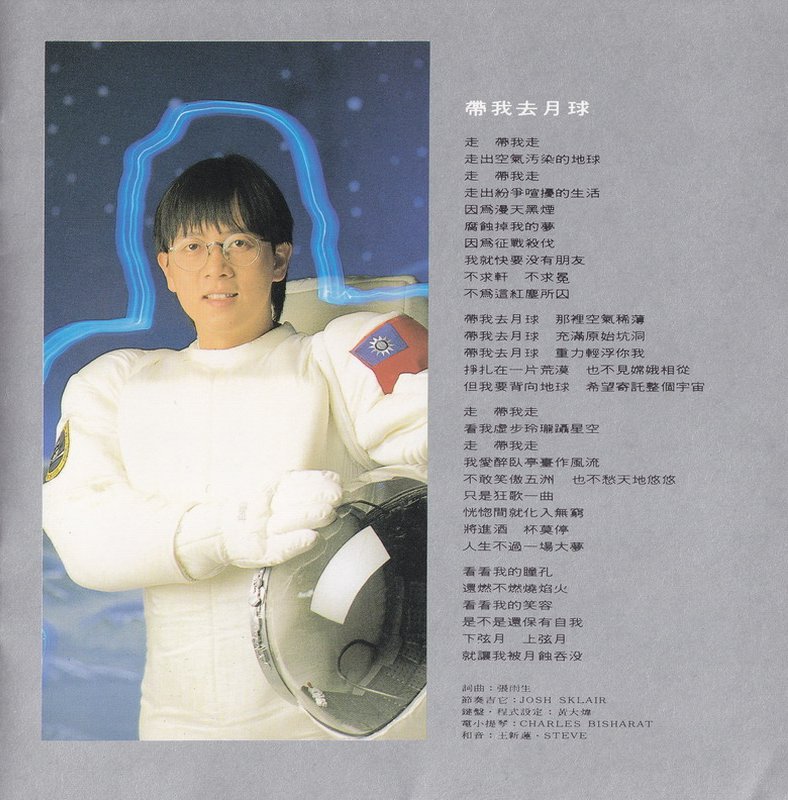 帶我去月球
走　帶我走
走出空氣汚染的地球
走　帶我走
走出紛爭喧擾的生活
因爲漫天黑煙
腐蝕掉我的夢
因爲征戰殺伐
我就快要没有朋友
不求軒　不求冕
不爲這紅塵所囚
帶我去月球　那裡空氣稀薄
帶我去月球　充滿原始坑洞
帶我去月球　重力輕浮你我
掙扎在一片荒漠　也不見嫦娥相從
但我要背向地球　希望寄託整個宇宙
走　帶我走
看我虛步玲瓏躡星空
走　帶我走
我愛醉臥亭臺作風流
不敢笑傲五洲　也不愁天地悠悠
只是狂歌一曲
恍惚間就化入無窮
將進酒　杯莫停
人生不過一場大夢
看看我的瞳孔
還燃不燃燒焰火
看看我的笑容
是不是還保有自我
下弦月　上弦月
就讓我被月蝕吞没
詞曲：張雨生
節奏吉它：JOSH SKLAIR
鍵盤・程式設定：黃大煒
電小提琴：CHARLES BISHARAT
和音：王新蓮・STEVE